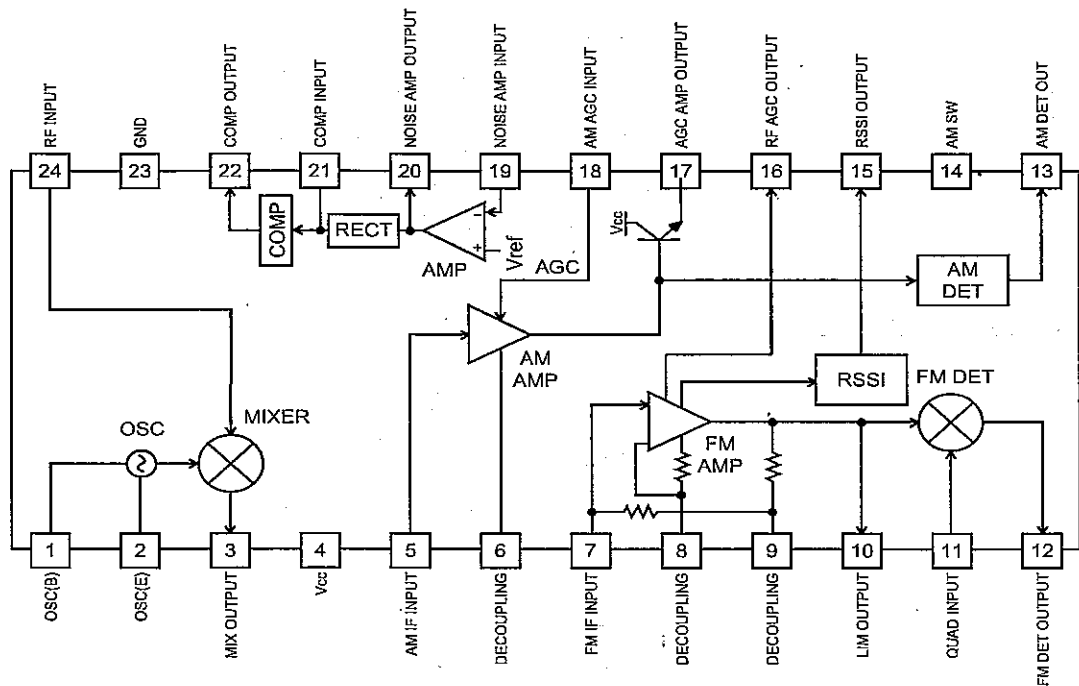 RF INPUT
GND
COMP OUTPUT
COMP INPUT
NOISE AMP OUTPUT
NOISE AMP INPUT
AM AGC INPUT
AGC AMP OUTPUT
RF AGC OUTPUT
RSSI OUTPUT
AM SW
AM DET OUT
24
23
22
21
20
19
18
17
16
15
14
13
COMP
RECT
AMP
Vref
AGC
Vcc
AM
DET
AM
AMP
RSSI
FM DET
OSC
MIXER
FM
AMP
1
2
3
4
5
6
7
8
9
10
11
12
OSC(B)
OSC(E)
MIX OUTPUT
Vcc
AM IF INPUT
DECOUPLING
FM IF INPUT
DECOUPLING
DECOUPLING
LIM OUTPUT
QUAD INPUT
FM DET OUTPUT